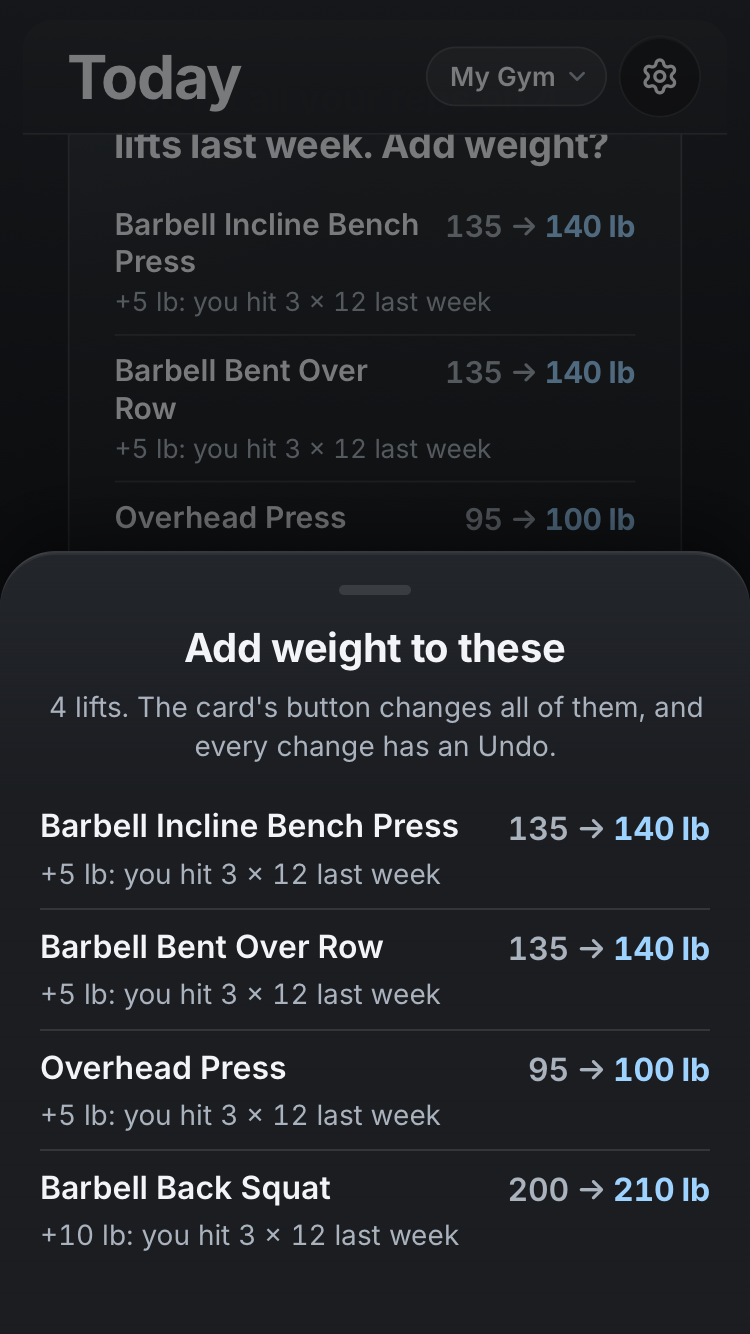 Today
My Gym
lifts last week. Add weight?
Barbell Incline Bench Press 135 → 140 lb
+5 lb: you hit 3 × 12 last week
Barbell Bent Over Row 135 → 140 lb
+5 lb: you hit 3 × 12 last week
Overhead Press 95 → 100 lb
Add weight to these
4 lifts. The card's button changes all of them, and
every change has an Undo.
Barbell Incline Bench Press 135 → 140 lb
+5 lb: you hit 3 × 12 last week
Barbell Bent Over Row 135 → 140 lb
+5 lb: you hit 3 × 12 last week
Overhead Press 95 → 100 lb
+5 lb: you hit 3 × 12 last week
Barbell Back Squat 200 → 210 lb
+10 lb: you hit 3 × 12 last week